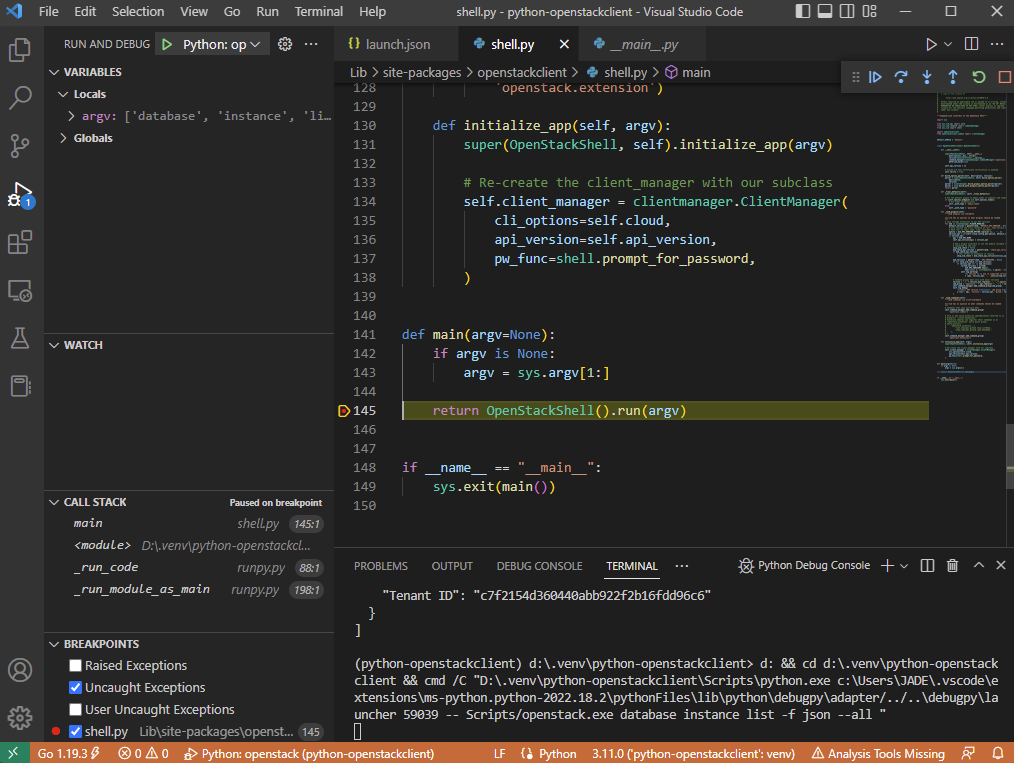 File Edit Selection View Go Run Terminal Help shell.py - python-openstackclient - Visual Studio Code
RUN AND DEBUG Python: op
launch.json shell.py __main__.py
Lib > site-packages > openstackclient > shell.py > main
VARIABLES
Locals
argv: ['database', 'instance', 'li...
Globals
WATCH
CALL STACK Paused on breakpoint
main shell.py 145:1
<module> D:\.venv\python-openstackcl...
_run_code runpy.py 88:1
_run_module_as_main runpy.py 198:1
BREAKPOINTS
Raised Exceptions
Uncaught Exceptions
User Uncaught Exceptions
shell.py Lib\site-packages\openst... 145
1
128 'openstack.extension')
129
130 def initialize_app(self, argv):
131 super(OpenStackShell, self).initialize_app(argv)
132
133 # Re-create the client_manager with our subclass
134 self.client_manager = clientmanager.ClientManager(
135 cli_options=self.cloud,
136 api_version=self.api_version,
137 pw_func=shell.prompt_for_password,
138 )
139
140
141 def main(argv=None):
142 if argv is None:
143 argv = sys.argv[1:]
144
145 return OpenStackShell().run(argv)
146
147
148 if __name__ == "__main__":
149 sys.exit(main())
150
PROBLEMS OUTPUT DEBUG CONSOLE TERMINAL Python Debug Console
"Tenant ID": "c7f2154d360440abb922f2b16fdd96c6"
}
]
(python-openstackclient) d:\.venv\python-openstackclient> d: && cd d:\.venv\python-openstack
client && cmd /C "D:\.venv\python-openstackclient\Scripts\python.exe c:\Users\JADE\.vscode\e
xtensions\ms-python.python-2022.18.2\pythonFiles\lib\python\debugpy\adapter/../..\debugpy\la
uncher 59039 -- Scripts/openstack.exe database instance list -f json --all "
Go 1.19.3 0 0 Python: openstack (python-openstackclient) LF Python 3.11.0 ('python-openstackclient': venv) Analysis Tools Missing